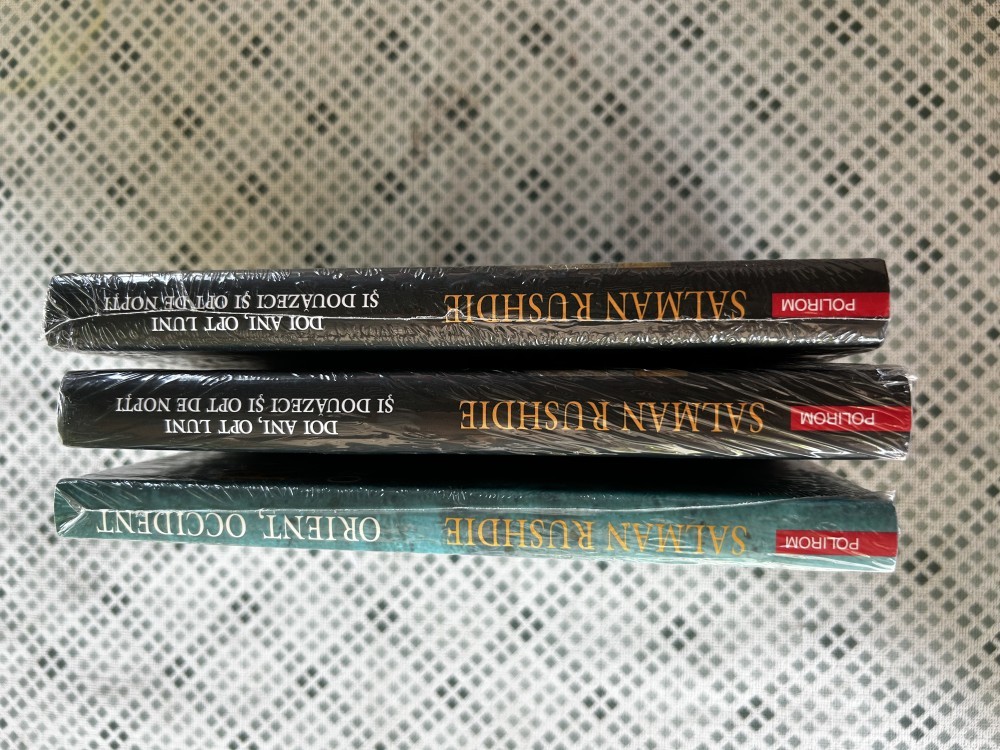 POLIROM
SALMAN RUSHDIE
DOI ANI, OPT LUNI
ȘI DOUĂZECI ȘI OPT DE NOPȚI
POLIROM
SALMAN RUSHDIE
DOI ANI, OPT LUNI
ȘI DOUĂZECI ȘI OPT DE NOPȚI
POLIROM
SALMAN RUSHDIE
ORIENT, OCCIDENT